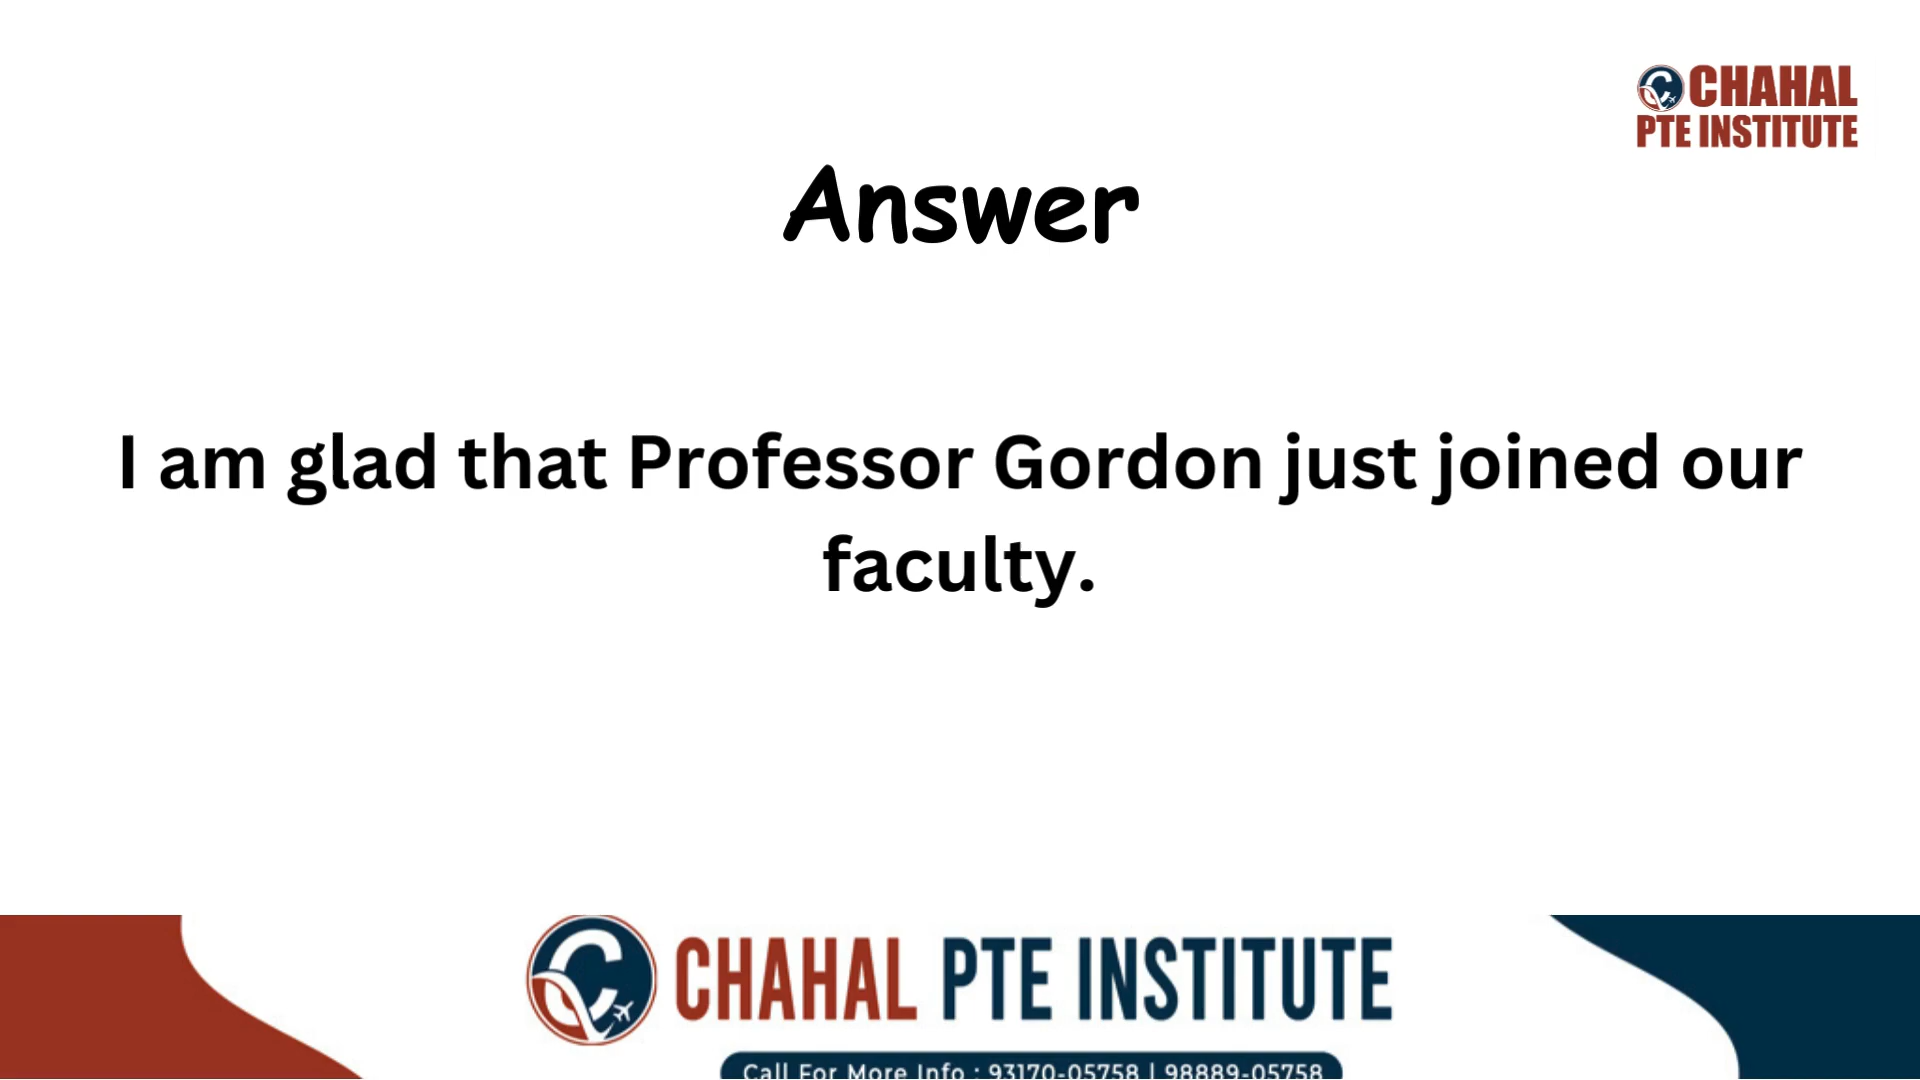 CHAHAL
PTE INSTITUTE
Answer
I am glad that Professor Gordon just joined our
faculty.
CHAHAL PTE INSTITUTE
Call For More Info : 93170-05758 | 98889-05758